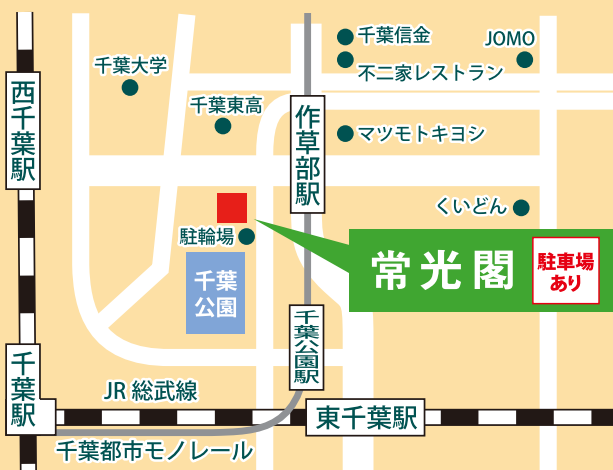 千葉信金
JOMO
千葉大学
不二家レストラン
西千葉駅
千葉東高
作草部駅
マツモトキヨシ
くいどん
駐輪場
常光閣
駐車場
あり
千葉
公園
千葉公園駅
千葉駅
JR総武線
東千葉駅
千葉都市モノレール